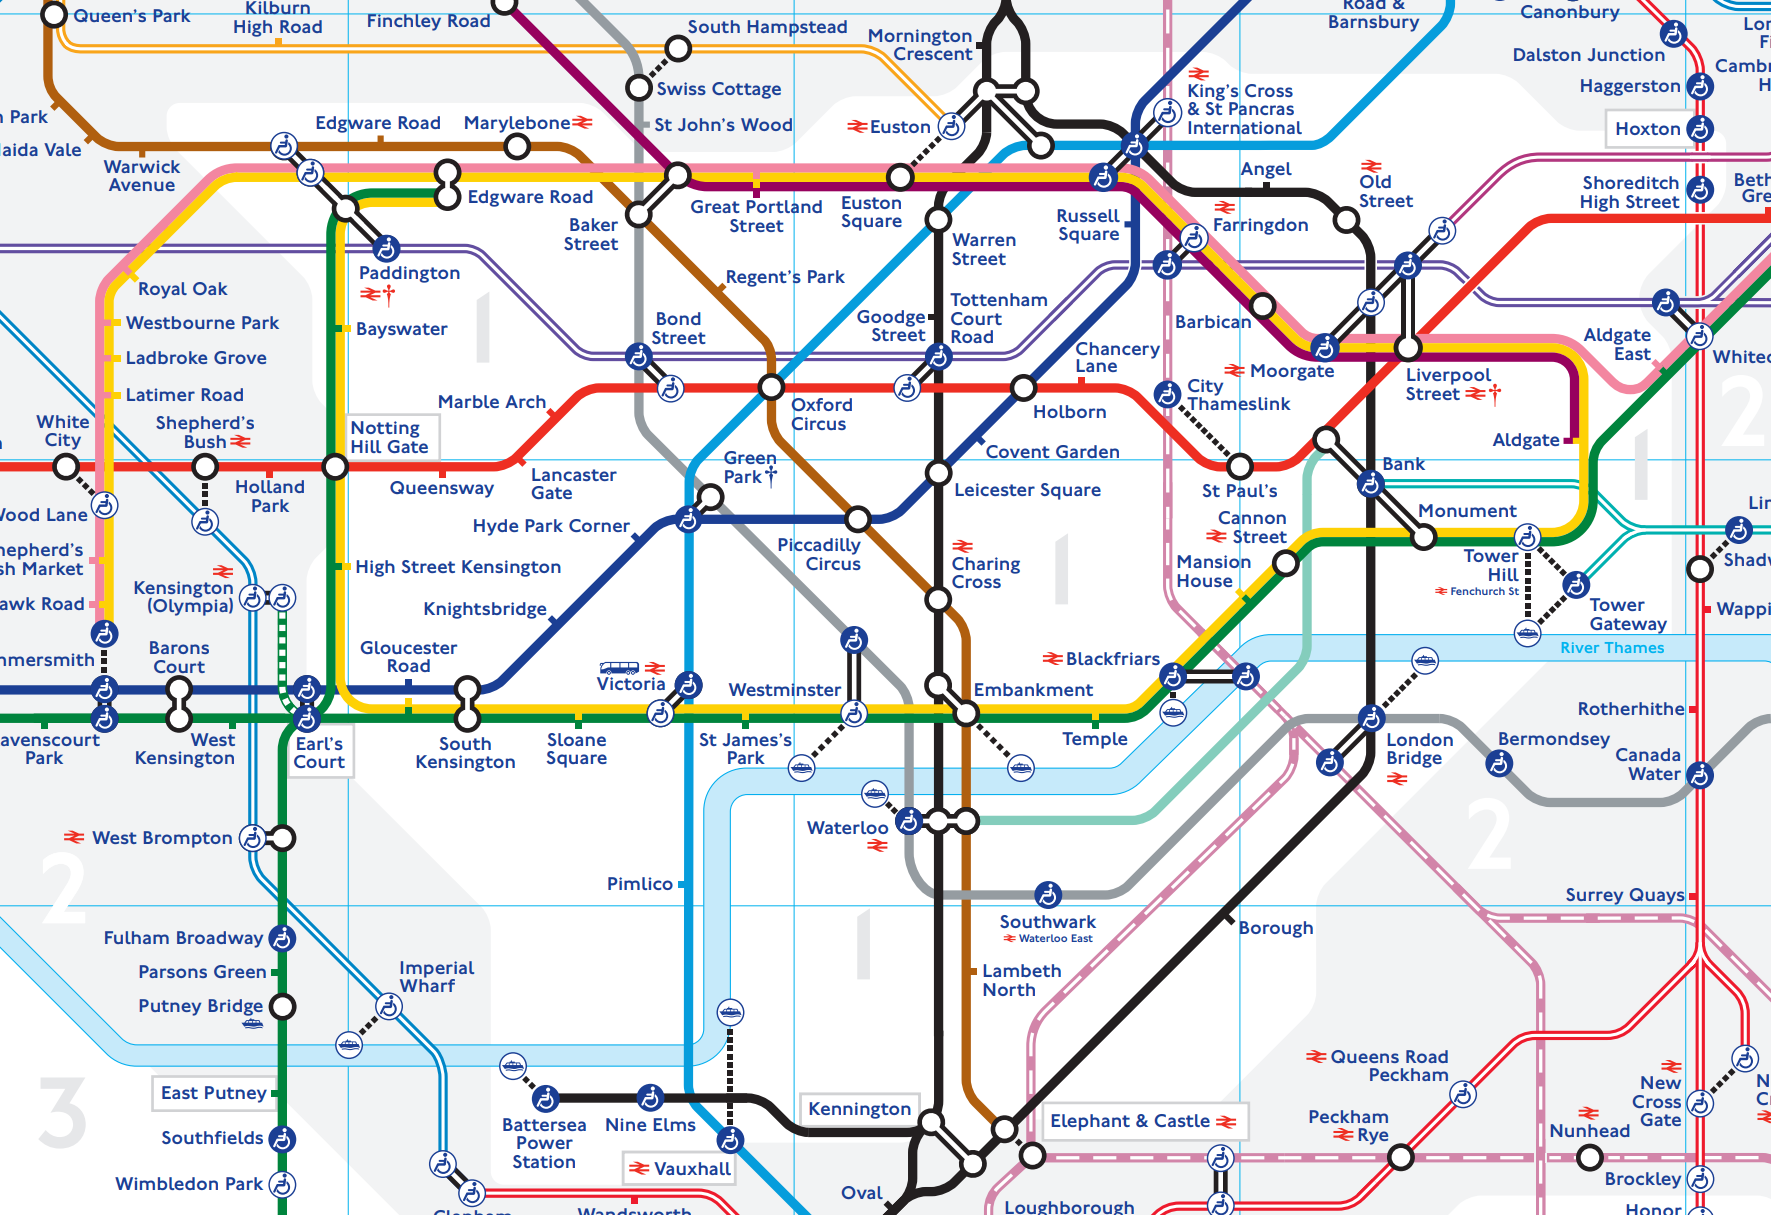 Queen's Park
Kilburn
High Road
Finchley Road
South Hampstead
Mornington
Crescent
Road &
Barnsbury
Canonbury
Dalston Junction
Haggerston
Hoxton
Swiss Cottage
St John's Wood
King's Cross
& St Pancras
International
Park
Maida Vale
Warwick
Avenue
Edgware Road
Marylebone
Euston
Angel
Old
Street
Shoreditch
High Street
Edgware Road
Baker
Street
Great Portland
Street
Euston
Square
Russell
Square
Farringdon
Warren
Street
Paddington
Royal Oak
Regent's Park
Westbourne Park
Bayswater
1
Bond
Street
Goodge
Street
Tottenham
Court
Road
Barbican
Aldgate
East
Ladbroke Grove
Latimer Road
Chancery
Lane
Moorgate
Liverpool
Street
2
City
Thameslink
Marble Arch
Oxford
Circus
Holborn
White
City
Shepherd's
Bush
Notting
Hill Gate
Aldgate
1
Covent Garden
Green
Park
Bank
Holland
Park
Queensway
Lancaster
Gate
Leicester Square
St Paul's
Wood Lane
Hyde Park Corner
Monument
Cannon
Street
Piccadilly
Circus
Charing
Cross
1
Mansion
House
Tower
Hill
Fenchurch St
Shepherd's
Bush Market
High Street Kensington
Kensington
(Olympia)
Knightsbridge
Tower
Gateway
River Thames
Barons
Court
Gloucester
Road
Victoria
Westminster
Embankment
Blackfriars
Rotherhithe
West
Kensington
Earl's
Court
South
Kensington
Sloane
Square
St James's
Park
Temple
London
Bridge
Bermondsey
Canada
Water
West Brompton
Waterloo
2
2
Pimlico
1
Southwark
Waterloo East
Borough
Surrey Quays
Fulham Broadway
Parsons Green
Putney Bridge
Imperial
Wharf
Lambeth
North
3
East Putney
Southfields
Wimbledon Park
Battersea
Power
Station
Nine Elms
Vauxhall
Kennington
Elephant & Castle
Oval
Queens Road
Peckham
Peckham
Rye
Nunhead
New
Cross
Gate
Brockley
Honor
Loughborough
Wandsworth
Clapham